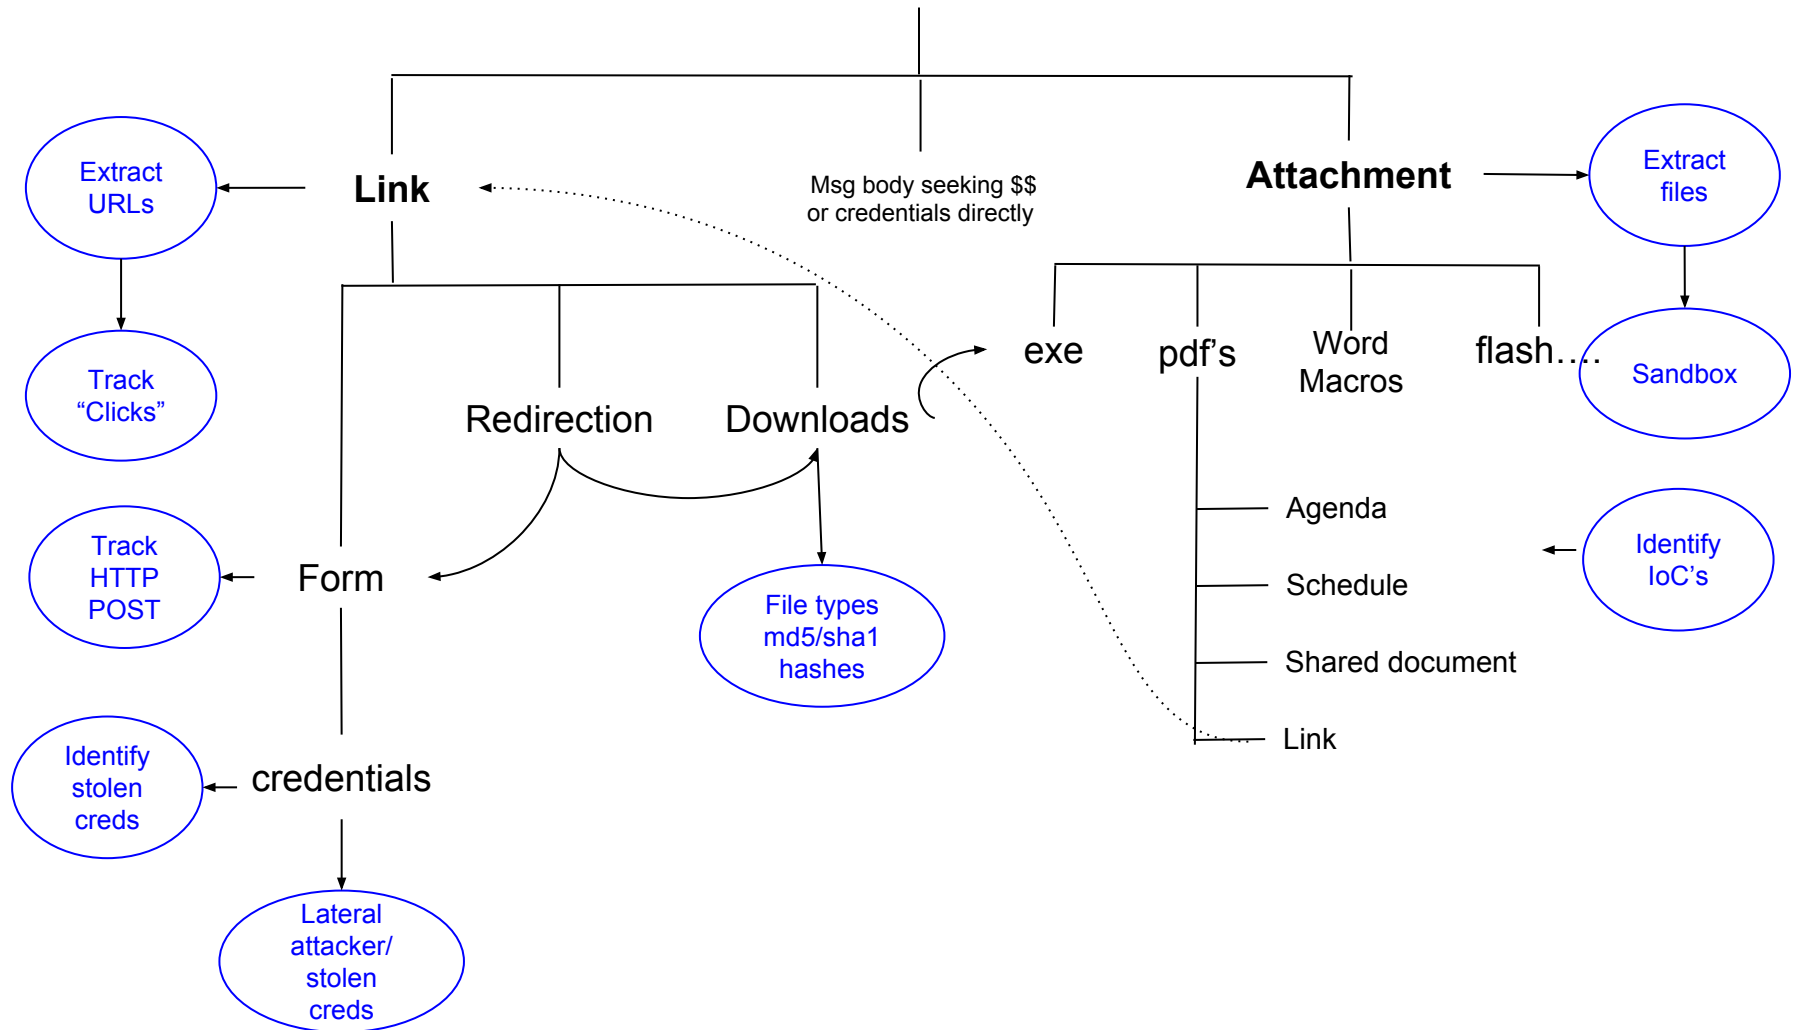 Extract
URLs
Link
Msg body seeking $$
or credentials directly
Attachment
Extract
files
Track
“Clicks”
Redirection
Downloads
exe
pdf’s
Word
Macros
flash....
Sandbox
Track
HTTP
POST
Form
File types
md5/sha1
hashes
Agenda
Schedule
Shared document
Link
Identify
IoC’s
Identify
stolen
creds
credentials
Lateral
attacker/
stolen
creds